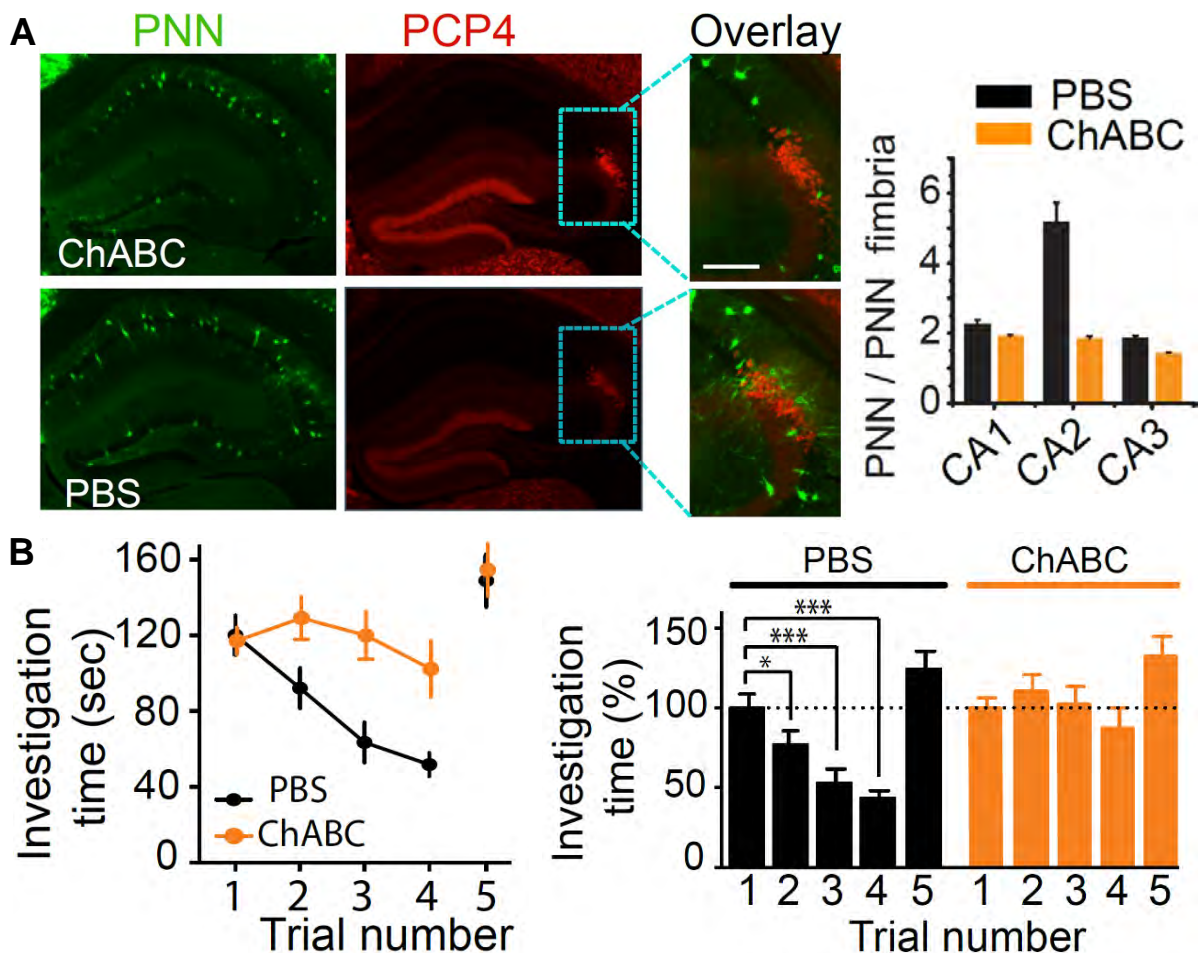 A
PNN
PCP4
Overlay
ChABC
PBS
PBS
ChABC
PNN / PNN fimbria
6
4
2
0
CA1
CA2
CA3
B
Investigation
time (sec)
160
120
80
40
0
PBS
ChABC
1 2 3 4 5
Trial number
PBS
ChABC
***
***
*
Investigation
time (%)
150
100
50
0
1 2 3 4 5 1 2 3 4 5
Trial number